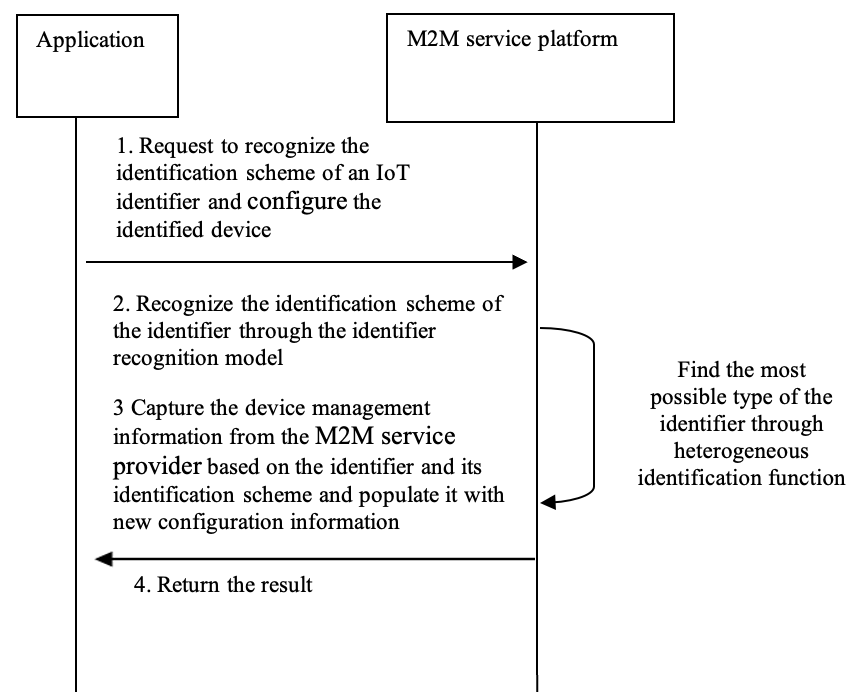 Application
M2M service platform
1. Request to recognize the
identification scheme of an IoT
identifier and configure the
identified device
2. Recognize the identification scheme of
the identifier through the identifier
recognition model
3 Capture the device management
information from the M2M service
provider based on the identifier and its
identification scheme and populate it with
new configuration information
Find the most
possible type of the
identifier through
heterogeneous
identification function
4. Return the result